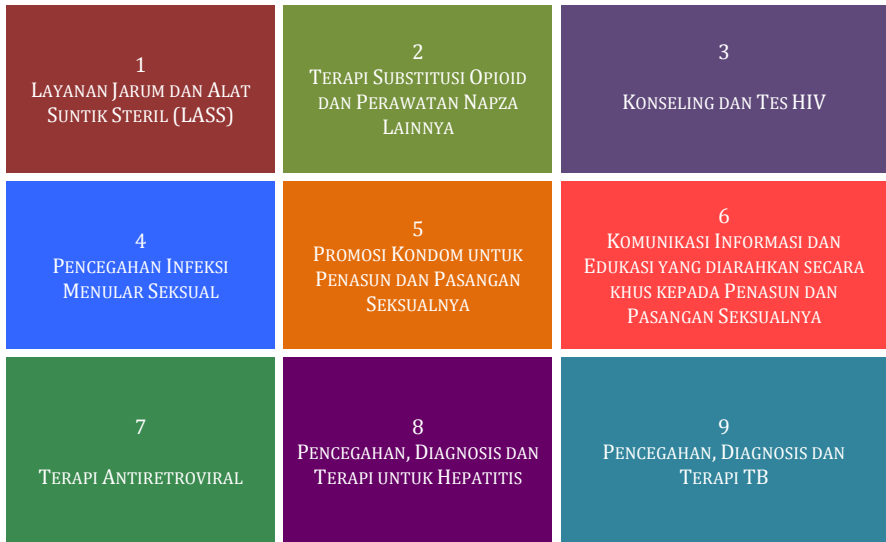 1
Layanan Jarum dan Alat
Suntik Steril (LASS)
2
Terapi Substitusi Opioid
dan Perawatan Napza
Lainnya
3
Konseling dan Tes HIV
4
Pencegahan Infeksi
Menular Seksual
5
Promosi Kondom untuk
Penasun dan Pasangan
Seksualnya
6
Komunikasi Informasi dan
Edukasi yang diarahkan secara
khus kepada Penasun dan
Pasangan Seksualnya
7
Terapi Antiretroviral
8
Pencegahan, Diagnosis dan
Terapi untuk Hepatitis
9
Pencegahan, Diagnosis dan
Terapi TB